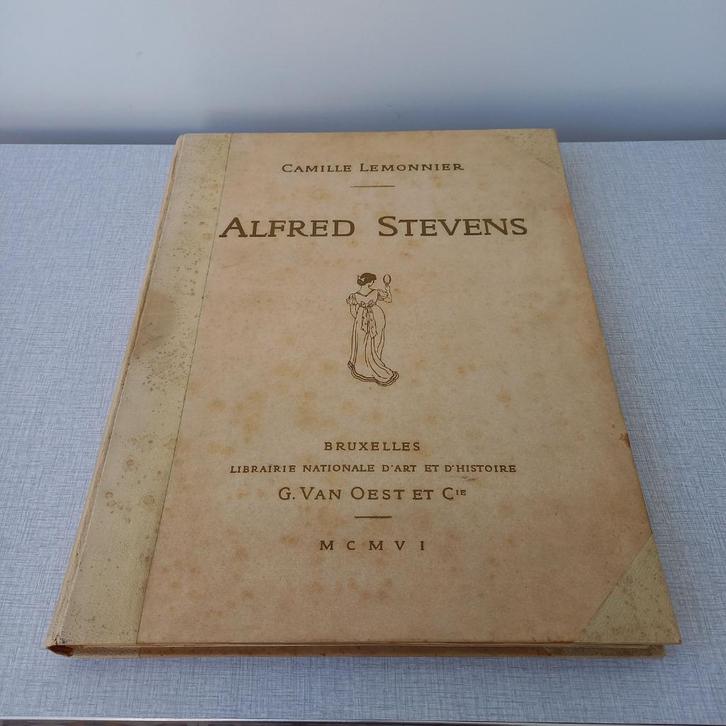 CAMILLE LEMONNIER
ALFRED STEVENS
BRUXELLES
LIBRAIRIE NATIONALE D'ART ET D'HISTOIRE
G. VAN OEST ET CIE
MCMVI